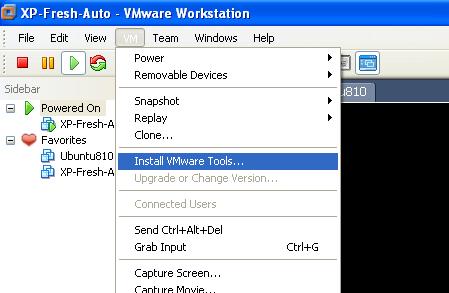 XP-Fresh-Auto - VMware Workstation
File Edit View VM Team Windows Help
Sidebar
Powered On
XP-Fresh-A
Favorites
Ubuntu810
XP-Fresh-A
Power
Removable Devices
Snapshot
Replay
Clone...
Install VMware Tools...
Upgrade or Change Version...
Connected Users
Send Ctrl+Alt+Del
Grab Input Ctrl+G
Capture Screen...
Capture Movie...
u810